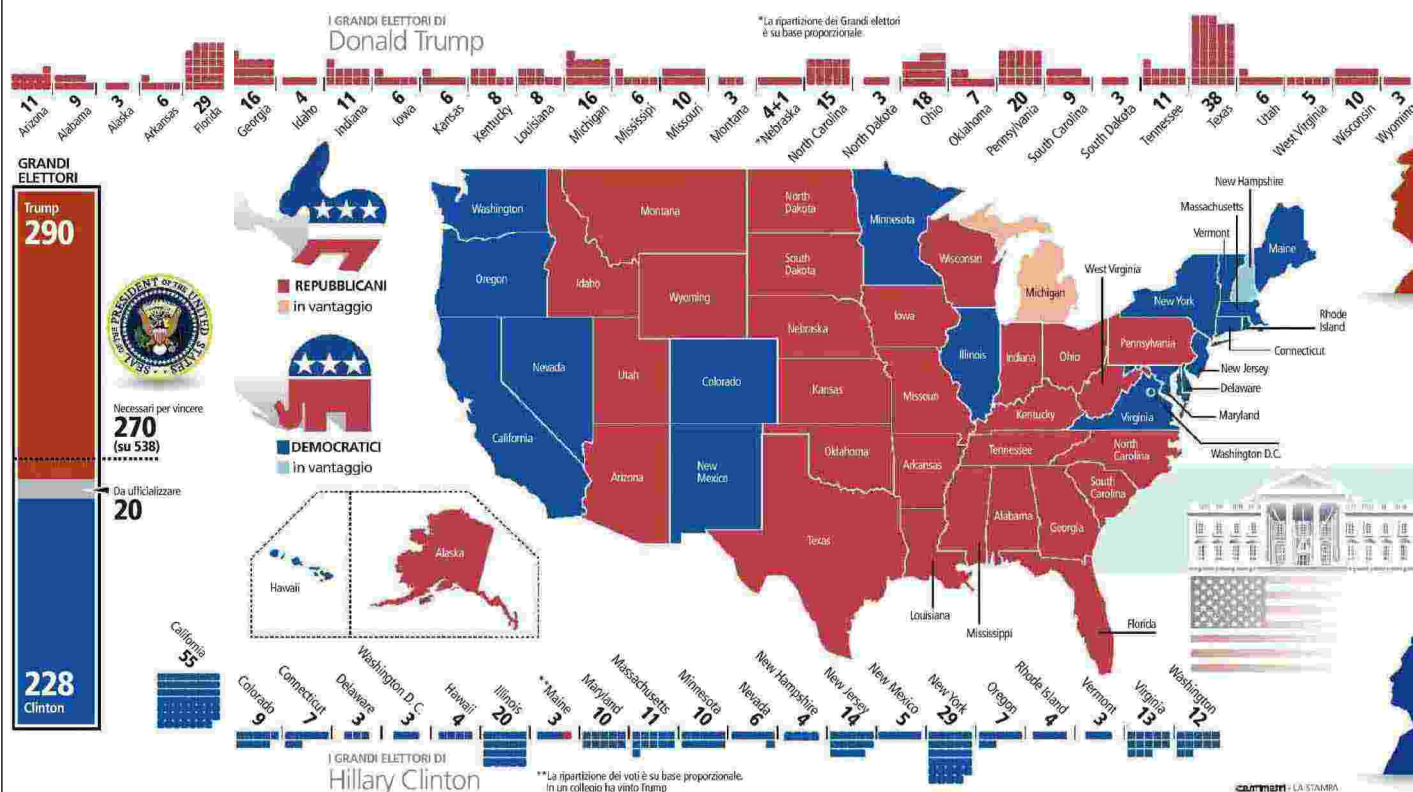 I GRANDI ELETTORI DI
Donald Trump
*La ripartizione dei Grandi elettori
è su base proporzionale
11
Arizona
9
Alabama
3
Alaska
6
Arkansas
29
Florida
16
Georgia
4
Idaho
11
Indiana
6
Iowa
6
Kansas
8
Kentucky
8
Louisiana
16
Michigan
6
Mississipi
10
Missouri
3
Montana
4+1
*Nebraska
15
North Carolina
3
North Dakota
18
Ohio
7
Oklahoma
20
Pennsylvania
9
South Carolina
3
South Dakota
11
Tennessee
38
Texas
6
Utah
5
West Virginia
10
Wisconsin
3
Wyoming
GRANDI
ELETTORI
Trump
290
SEAL OF THE PRESIDENT OF THE UNITED STATES
Necessari per vincere
270
(su 538)
Da ufficializzare
20
228
Clinton
REPUBBLICANI
in vantaggio
DEMOCRATICI
in vantaggio
Washington
Oregon
California
Nevada
Idaho
Montana
Wyoming
Utah
Colorado
Arizona
New
Mexico
North
Dakota
South
Dakota
Nebraska
Kansas
Oklahoma
Texas
Minnesota
Iowa
Missouri
Arkansas
Wisconsin
Illinois
Michigan
Indiana
Ohio
Kentucky
Tennessee
Alabama
Georgia
South
Carolina
North
Carolina
Virginia
West Virginia
Pennsylvania
New York
Vermont
Massachusetts
New Hampshire
Maine
Rhode
Island
Connecticut
New Jersey
Delaware
Maryland
Washington D.C.
Louisiana
Mississippi
Florida
Hawaii
Alaska
California
55
Colorado
9
Connecticut
7
Delaware
3
Washington D.C.
3
Hawaii
4
Illinois
20
**Maine
3
Maryland
10
Massachusetts
11
Minnesota
10
Nevada
6
New Hampshire
4
New Jersey
14
New Mexico
5
New York
29
Oregon
7
Rhode Island
4
Vermont
3
Virginia
13
Washington
12
I GRANDI ELETTORI DI
Hillary Clinton
**La ripartizione dei voti è su base proporzionale.
In un collegio ha vinto Trump
- LA STAMPA